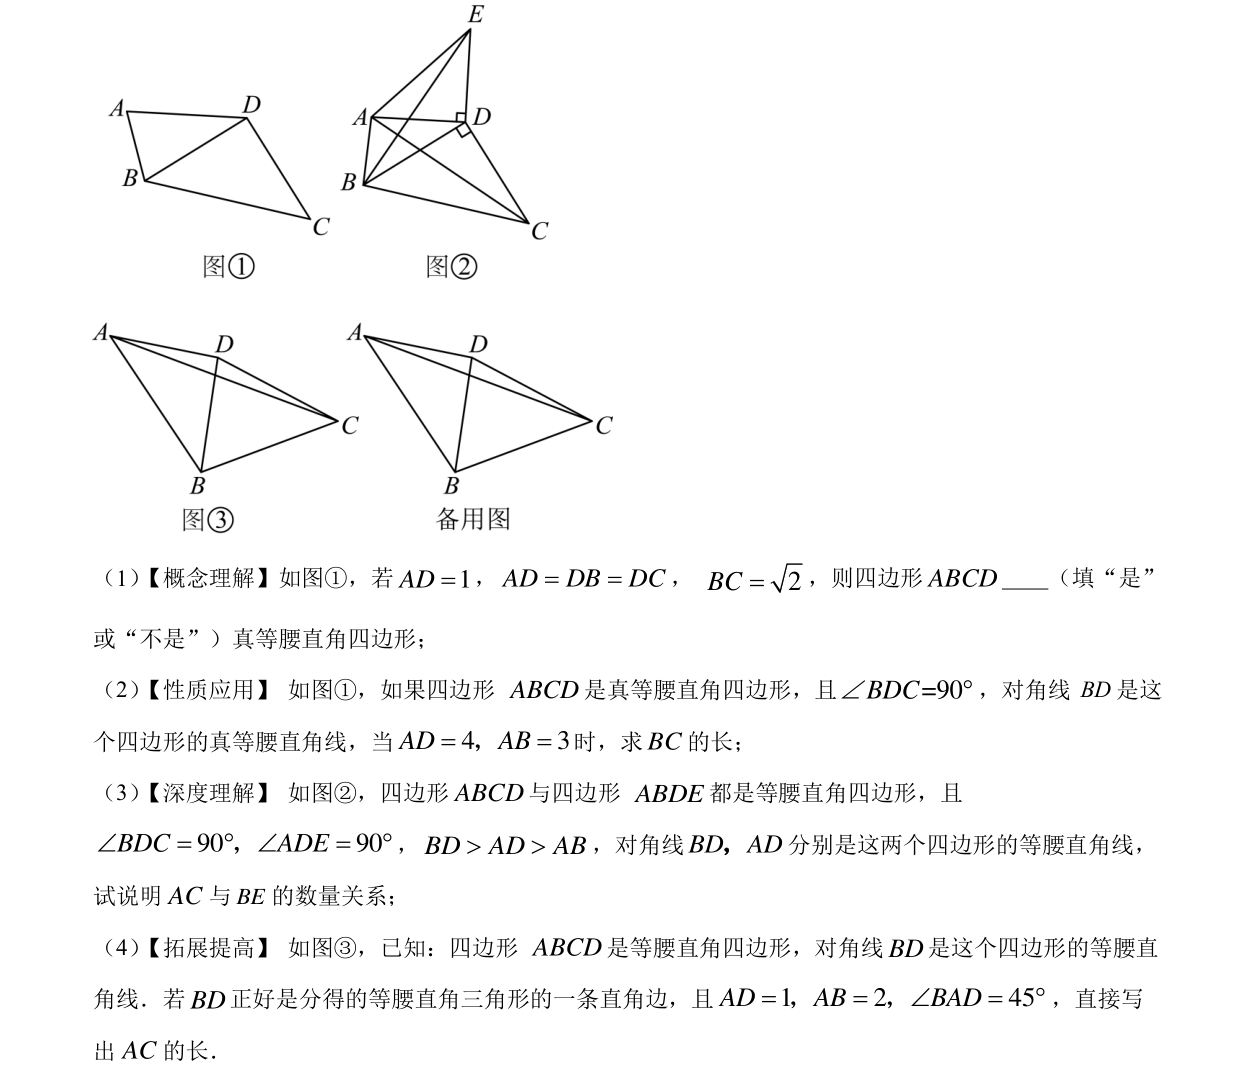 E
A D A D
B B
C C
图① 图②
A D A D
C C
B B
图③ 备用图
（1）【概念理解】如图①，若 AD=1， AD=DB=DC， BC=√2，则四边形 ABCD____（填“是”
或“不是”）真等腰直角四边形；
（2）【性质应用】 如图①，如果四边形 ABCD 是真等腰直角四边形，且∠BDC=90°，对角线 BD 是这
个四边形的真等腰直角线，当 AD=4，AB=3时，求 BC 的长；
（3）【深度理解】 如图②，四边形 ABCD 与四边形 ABDE 都是等腰直角四边形，且
∠BDC=90°，∠ADE=90°，BD>AD>AB，对角线 BD，AD 分别是这两个四边形的等腰直角线，
试说明 AC 与 BE 的数量关系；
（4）【拓展提高】 如图③，已知：四边形 ABCD 是等腰直角四边形，对角线 BD 是这个四边形的等腰直
角线．若 BD 正好是分得的等腰直角三角形的一条直角边，且 AD=1，AB=2，∠BAD=45°，直接写
出 AC 的长．